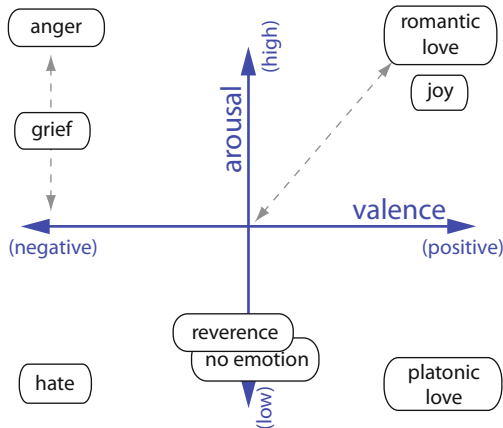 anger
(high)
romantic
love
joy
grief
arousal
valence
(negative)
(positive)
reverence
no emotion
hate
platonic
love
(low)